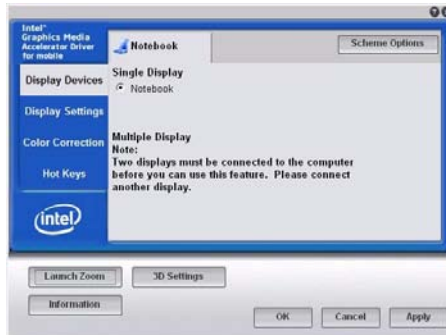 Intel®
Graphics Media
Accelerator Driver
for mobile
Notebook
Scheme Options
Display Devices
Display Settings
Color Correction
Hot Keys
intel
Single Display
Notebook
Multiple Display
Note:
Two displays must be connected to the computer
before you can use this feature. Please connect
another display.
Launch Zoom
3D Settings
Information
OK
Cancel
Apply